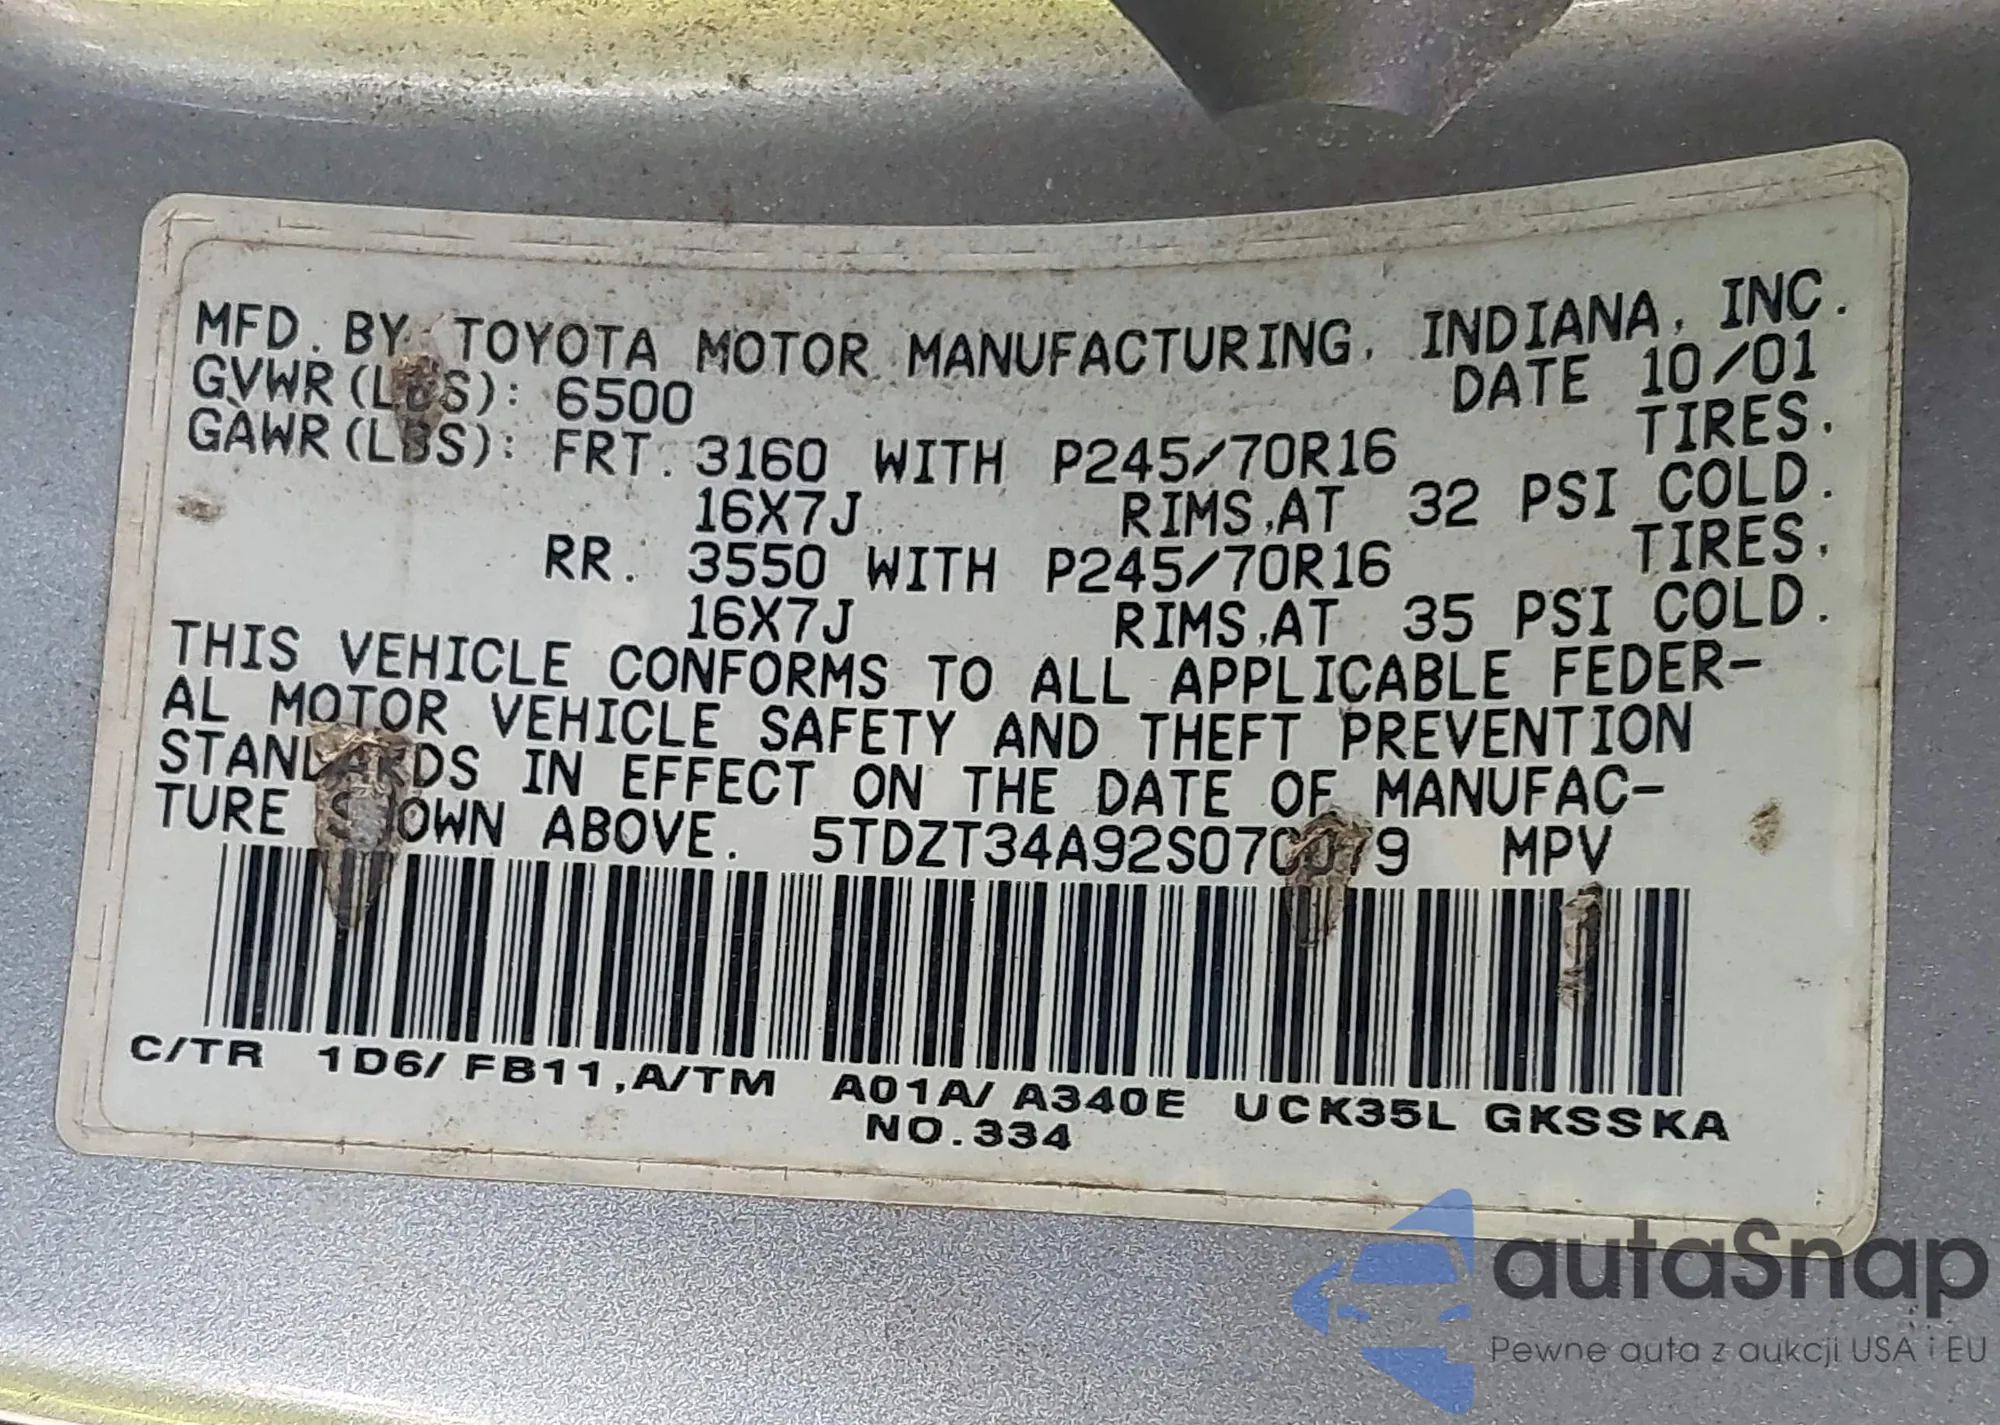 MFD. BY TOYOTA MOTOR MANUFACTURING, INDIANA, INC.
GVWR(LBS): 6500 DATE 10/01
GAWR(LBS): FRT. 3160 WITH P245/70R16 TIRES,
16X7J RIMS,AT 32 PSI COLD.
RR. 3550 WITH P245/70R16 TIRES,
16X7J RIMS,AT 35 PSI COLD.
THIS VEHICLE CONFORMS TO ALL APPLICABLE FEDER-
AL MOTOR VEHICLE SAFETY AND THEFT PREVENTION
STANDARDS IN EFFECT ON THE DATE OF MANUFAC-
TURE SHOWN ABOVE. MPV
C/TR 1D6/ FB11,A/TM A01A/ A340E UCK35L GKSSKA
NO.334
autaSnap
Pewne auta z aukcji USA i EU